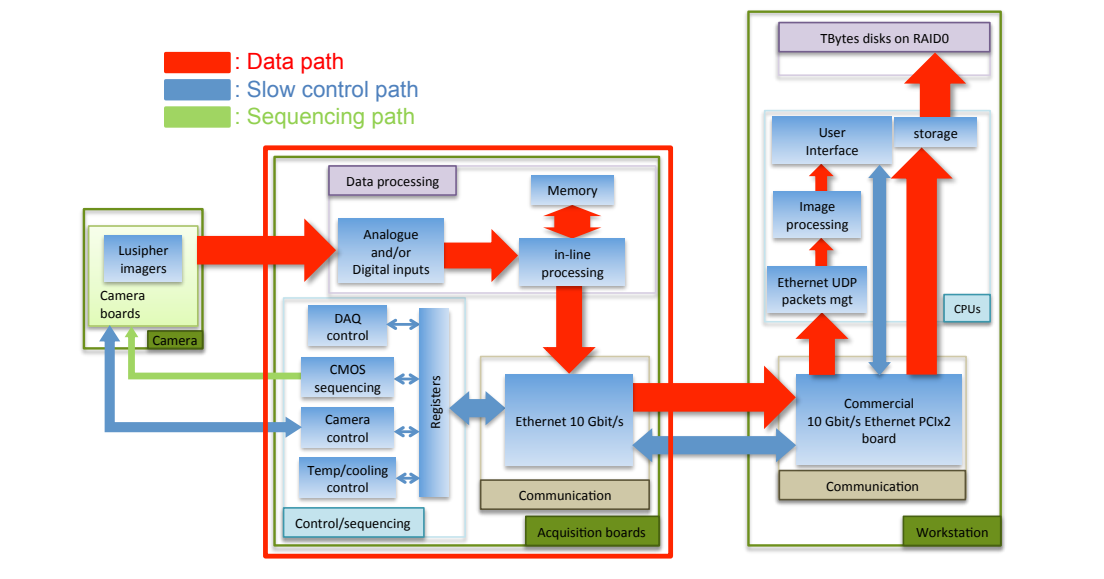 : Data path
: Slow control path
: Sequencing path
TBytes disks on RAID0
User
Interface
storage
Image
processing
Ethernet UDP
packets mgt
CPUs
Data processing
Memory
Analogue
and/or
Digital inputs
in-line
processing
Lusipher
imagers
Camera
boards
Camera
DAQ
control
CMOS
sequencing
Camera
control
Temp/cooling
control
Registers
Control/sequencing
Ethernet 10 Gbit/s
Communication
Acquisition boards
Commercial
10 Gbit/s Ethernet PCIx2
board
Communication
Workstation